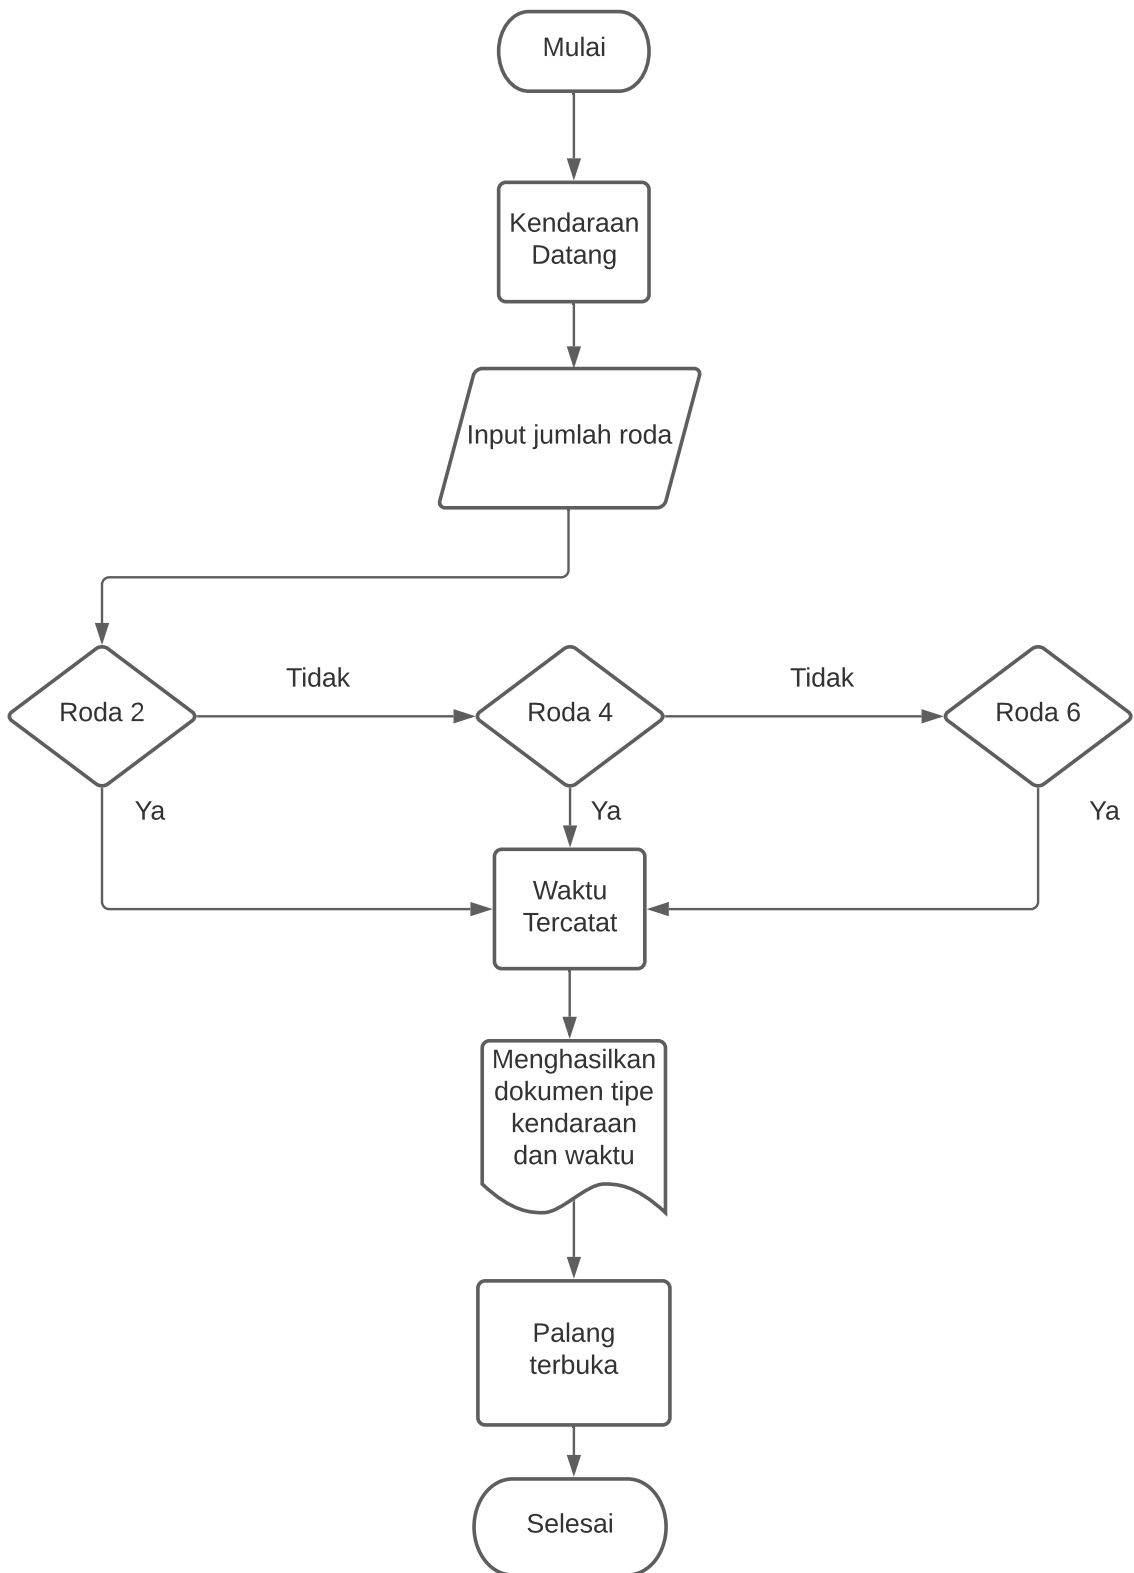 Mulai
Kendaraan
Datang
Input jumlah roda
Tidak
Tidak
Roda 2
Roda 4
Roda 6
Ya
Ya
Ya
Waktu
Tercatat
Menghasilkan
dokumen tipe
kendaraan
dan waktu
Palang
terbuka
Selesai